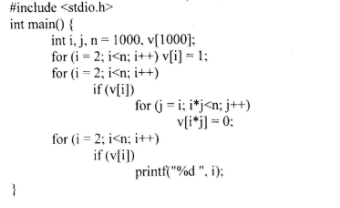 #include <stdio.h>
int main() {
int i, j, n = 1000, v[1000];
for (i = 2; i<n; i++) v[i] = 1;
for (i = 2; i<n; i++)
if (v[i])
for (j = i; i*j<n; j++)
v[i*j] = 0;
for (i = 2; i<n; i++)
if (v[i])
printf("%d ", i);
}